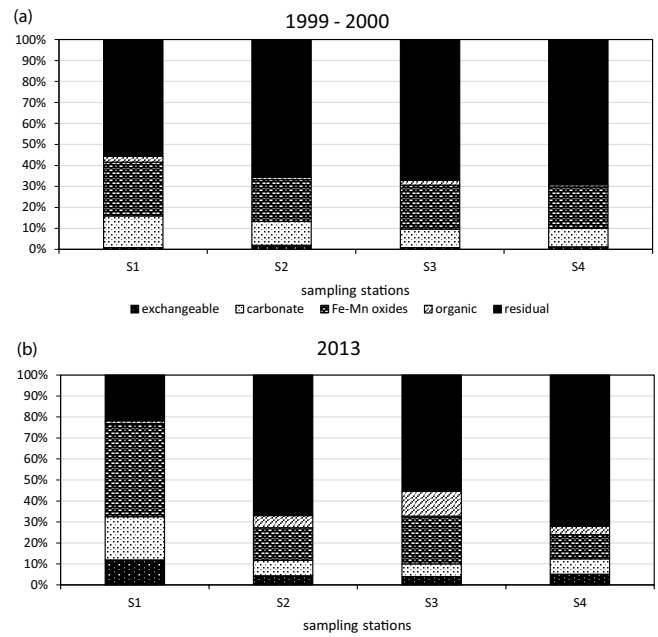 (a)
1999 - 2000
100%
90%
80%
70%
60%
50%
40%
30%
20%
10%
0%
S1 S2 S3 S4
sampling stations
exchangeable carbonate Fe-Mn oxides organic residual
(b)
2013
100%
90%
80%
70%
60%
50%
40%
30%
20%
10%
0%
S1 S2 S3 S4
sampling stations